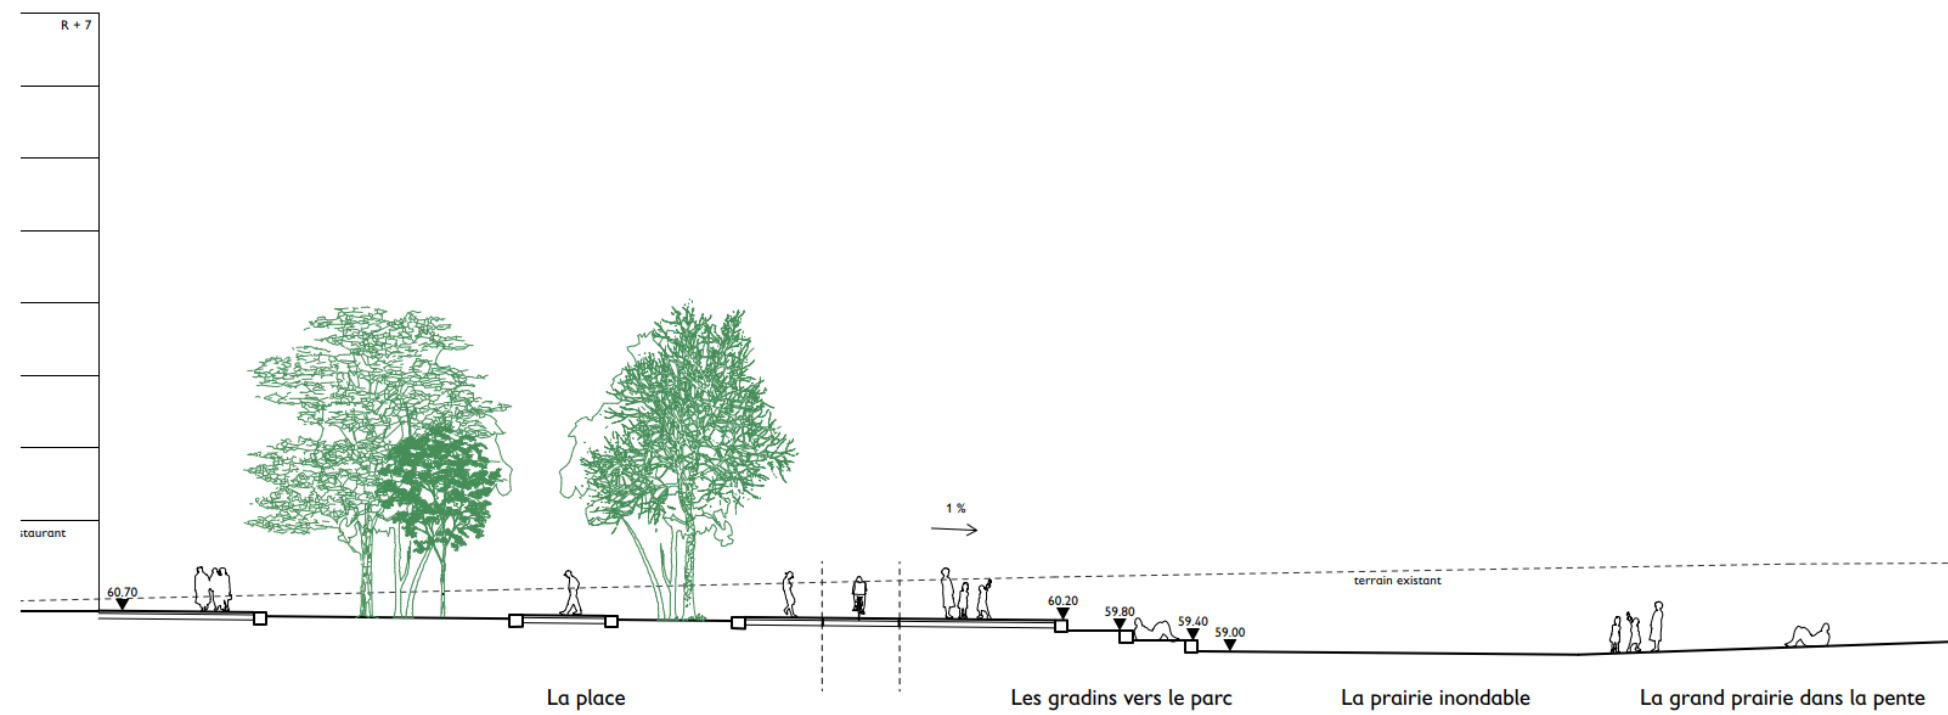 R + 7
staurant
60.70
1 %
60.20
59.80
59.40
59.00
terrain existant
La place
Les gradins vers le parc
La prairie inondable
La grand prairie dans la pente